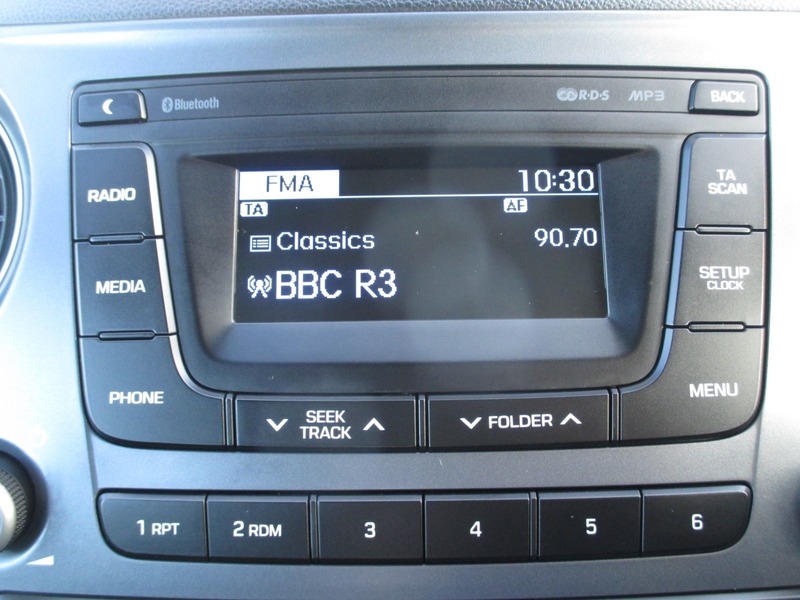 Bluetooth R·D·S MP3 BACK
RADIO
MEDIA
PHONE
FMA 10:30
TA AF
Classics 90.70
BBC R3
TA
SCAN
SETUP
CLOCK
MENU
SEEK
TRACK
FOLDER
1 RPT 2 RDM 3 4 5 6